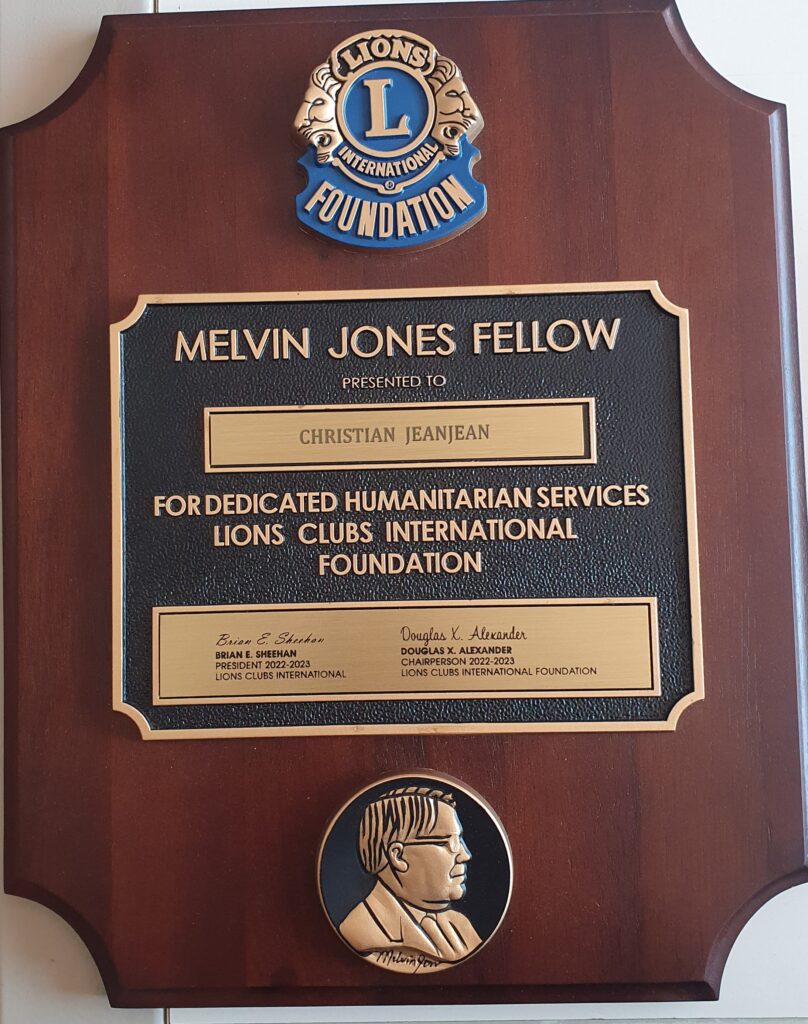 LIONS
L
INTERNATIONAL
®
FOUNDATION
MELVIN JONES FELLOW
PRESENTED TO
CHRISTIAN JEANJEAN
FOR DEDICATED HUMANITARIAN SERVICES
LIONS CLUBS INTERNATIONAL
FOUNDATION
Brian E. Sheehan
BRIAN E. SHEEHAN
PRESIDENT 2022-2023
LIONS CLUBS INTERNATIONAL
Douglas X. Alexander
DOUGLAS X. ALEXANDER
CHAIRPERSON 2022-2023
LIONS CLUBS INTERNATIONAL FOUNDATION
Melvin Jones